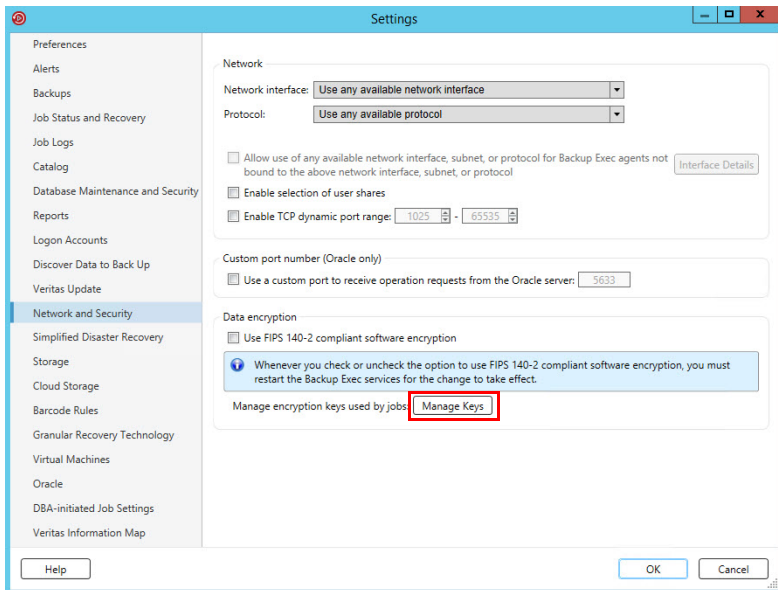 Settings
Preferences
Alerts
Backups
Job Status and Recovery
Job Logs
Catalog
Database Maintenance and Security
Reports
Logon Accounts
Discover Data to Back Up
Veritas Update
Network and Security
Simplified Disaster Recovery
Storage
Cloud Storage
Barcode Rules
Granular Recovery Technology
Virtual Machines
Oracle
DBA-initiated Job Settings
Veritas Information Map
Network
Network interface: Use any available network interface
Protocol: Use any available protocol
Allow use of any available network interface, subnet, or protocol for Backup Exec agents not
bound to the above network interface, subnet, or protocol
Interface Details
Enable selection of user shares
Enable TCP dynamic port range: 1025 - 65535
Custom port number (Oracle only)
Use a custom port to receive operation requests from the Oracle server: 5633
Data encryption
Use FIPS 140-2 compliant software encryption
Whenever you check or uncheck the option to use FIPS 140-2 compliant software encryption, you must
restart the Backup Exec services for the change to take effect.
Manage encryption keys used by jobs: Manage Keys
Help
OK
Cancel